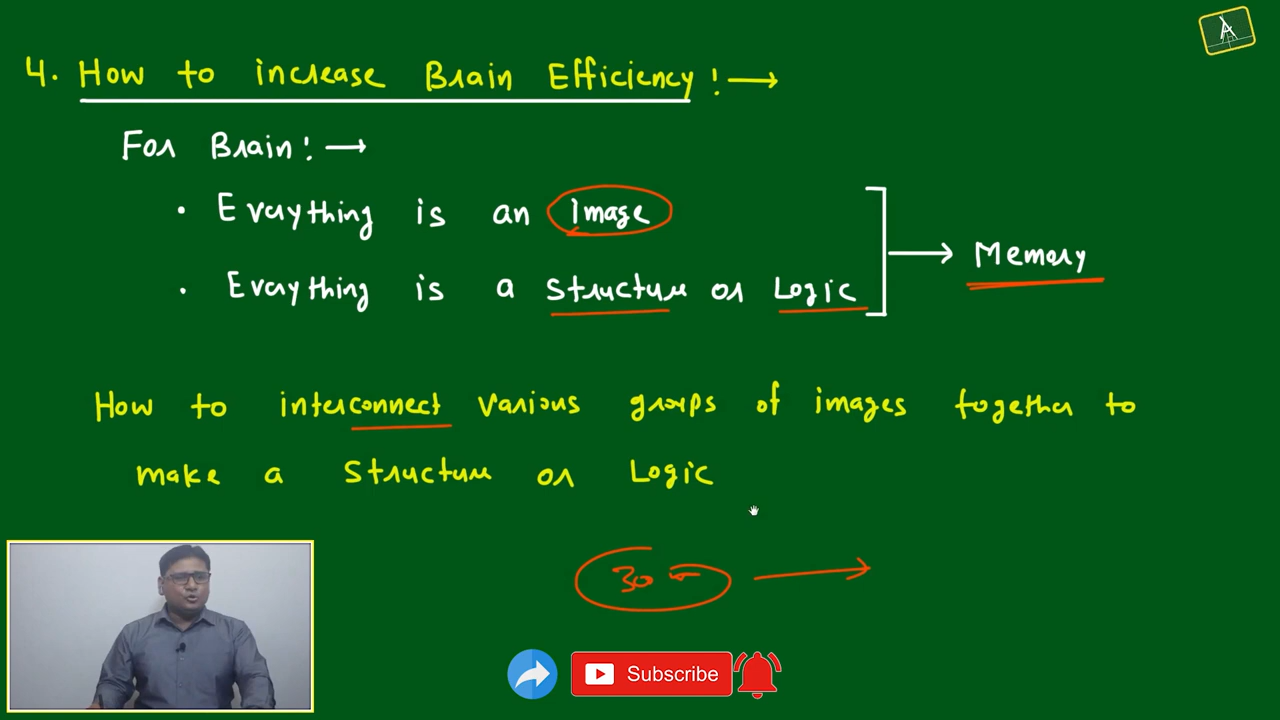 4. How to increase Brain Efficiency :→
For Brain :→
• Everything is an image
• Everything is a Structure or Logic
→ Memory
How to interconnect various groups of images together to
make a Structure or Logic
30
Subscribe